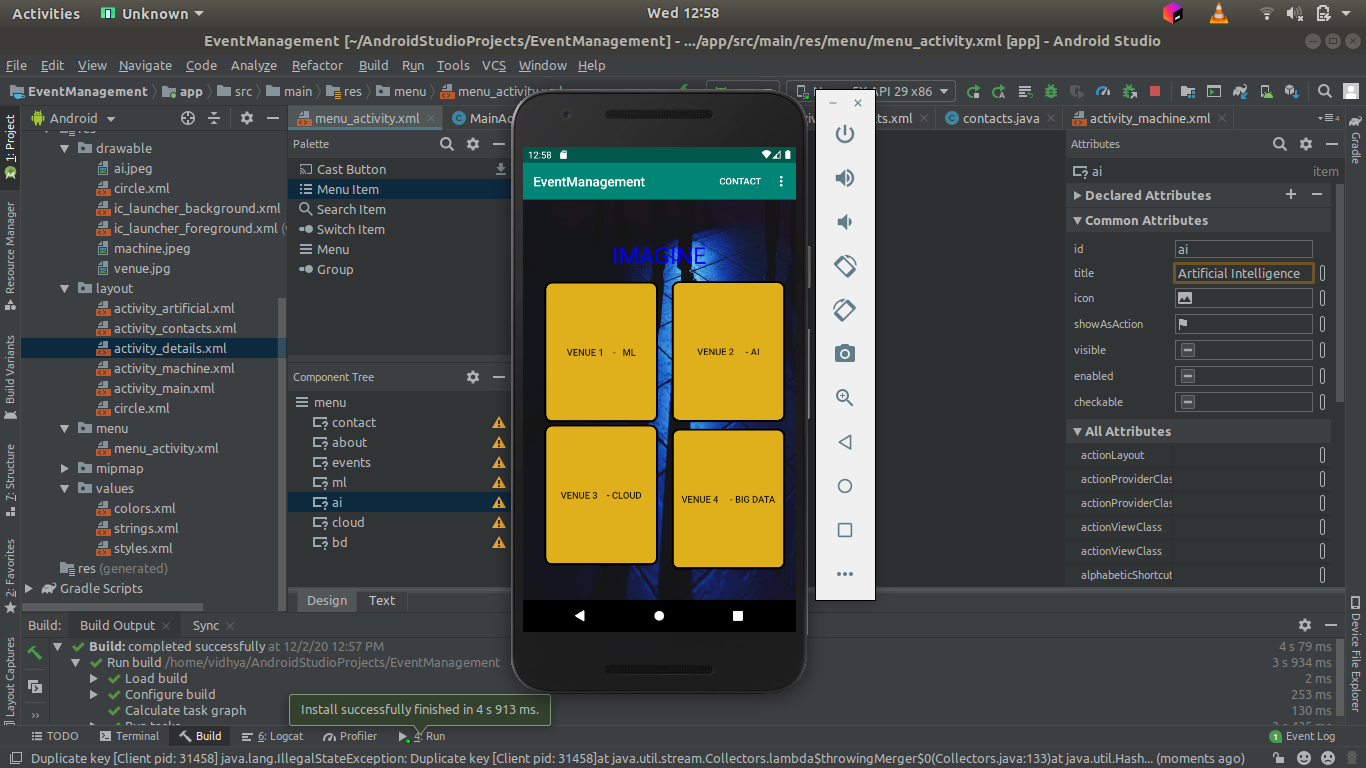 Activities Unknown Wed 12:58
EventManagement [~/AndroidStudioProjects/EventManagement] - .../app/src/main/res/menu/menu_activity.xml [app] - Android Studio
File Edit View Navigate Code Analyze Refactor Build Run Tools VCS Window Help
EventManagement app src main res menu menu_activity.xml 5X API 29 x86
1: Project
Resource Manager
Build Variants
7: Structure
2: Favorites
Layout Captures
Android
res
drawable
ai.jpeg
circle.xml
ic_launcher_background.xml
ic_launcher_foreground.xml (
machine.jpeg
venue.jpg
layout
activity_artificial.xml
activity_contacts.xml
activity_details.xml
activity_machine.xml
activity_main.xml
circle.xml
menu
menu_activity.xml
mipmap
values
colors.xml
strings.xml
styles.xml
res (generated)
Gradle Scripts
menu_activity.xml MainAc cts.xml contacts.java activity_machine.xml 4
Palette
Cast Button
Menu Item
Search Item
Switch Item
Menu
Group
Component Tree
menu
contact
about
events
ml
ai
cloud
bd
Design Text
12:58
EventManagement CONTACT
IMAGINE
VENUE 1 - ML
VENUE 2 - AI
VENUE 3 - CLOUD
VENUE 4 - BIG DATA
Attributes
ai item
Declared Attributes
Common Attributes
id ai
title Artificial Intelligence
icon
showAsAction
visible
enabled
checkable
All Attributes
actionLayout
actionProviderClas
actionProviderClas
actionViewClass
actionViewClass
alphabeticShortcut
Gradle
Device File Explorer
Build: Build Output Sync
Build: completed successfully at 12/2/20 12:57 PM 4 s 79 ms
Run build /home/vidhya/AndroidStudioProjects/EventManagement 3 s 934 ms
Load build 2 ms
Configure build 253 ms
Calculate task graph 130 ms
Install successfully finished in 4 s 913 ms.
TODO Terminal Build 6: Logcat Profiler 4: Run 1 Event Log
Duplicate key [Client pid: 31458] java.lang.IllegalStateException: Duplicate key [Client pid: 31458]at java.util.stream.Collectors.lambda$throwingMerger$0(Collectors.java:133)at java.util.Hash... (moments ago)